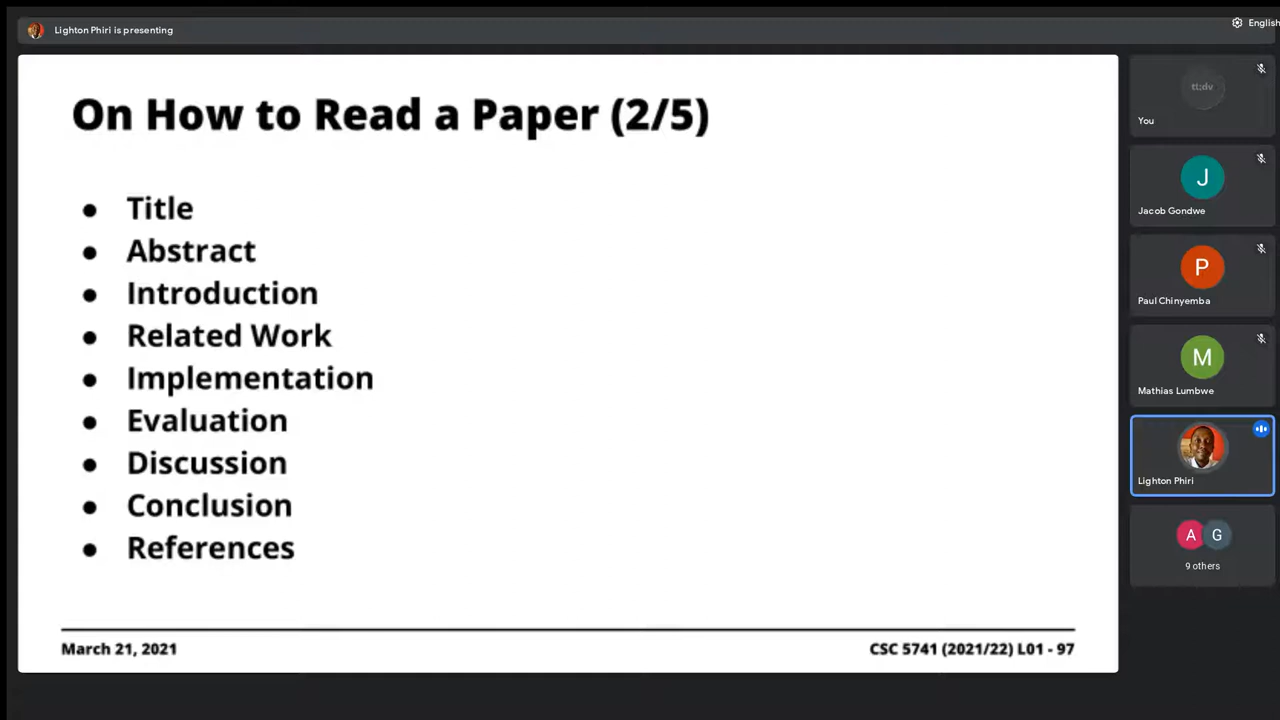 Lighton Phiri is presenting
English
On How to Read a Paper (2/5)
● Title
● Abstract
● Introduction
● Related Work
● Implementation
● Evaluation
● Discussion
● Conclusion
● References
March 21, 2021
CSC 5741 (2021/22) L01 - 97
tl;dv
You
J
Jacob Gondwe
P
Paul Chinyemba
M
Mathias Lumbwe
Lighton Phiri
A G
9 others